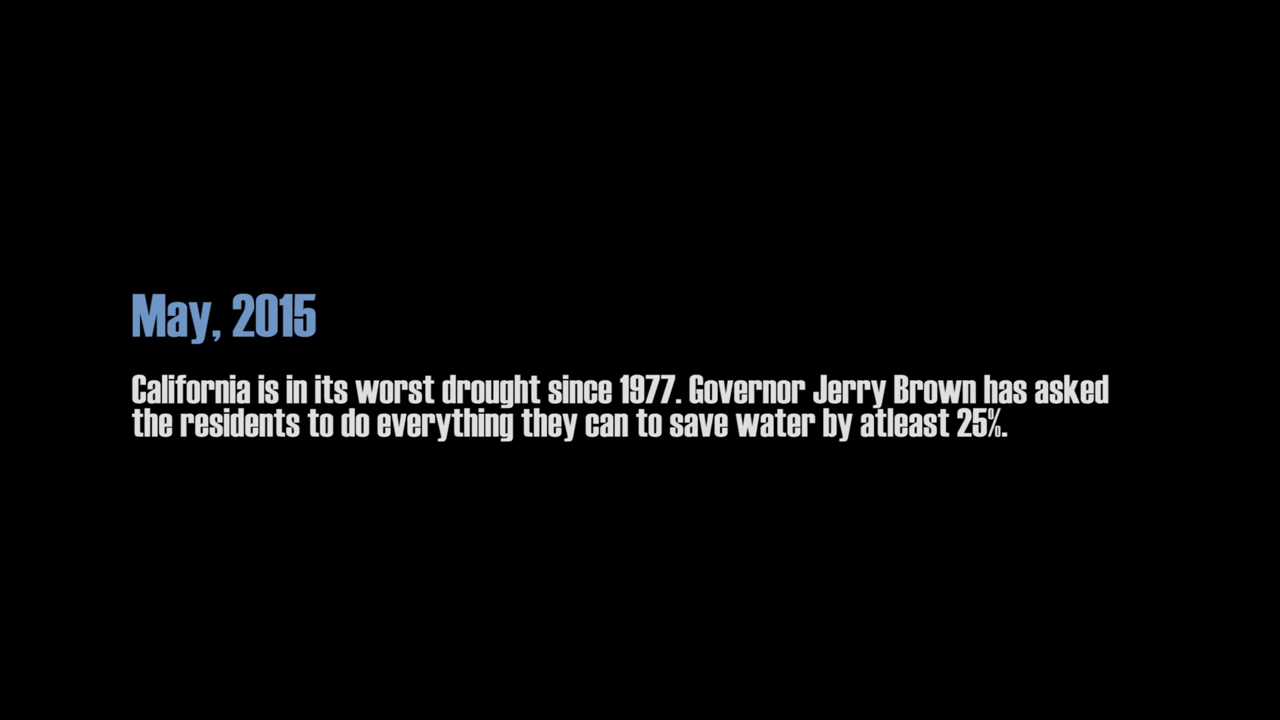 May, 2015
California is in its worst drought since 1977. Governor Jerry Brown has asked
the residents to do everything they can to save water by atleast 25%.